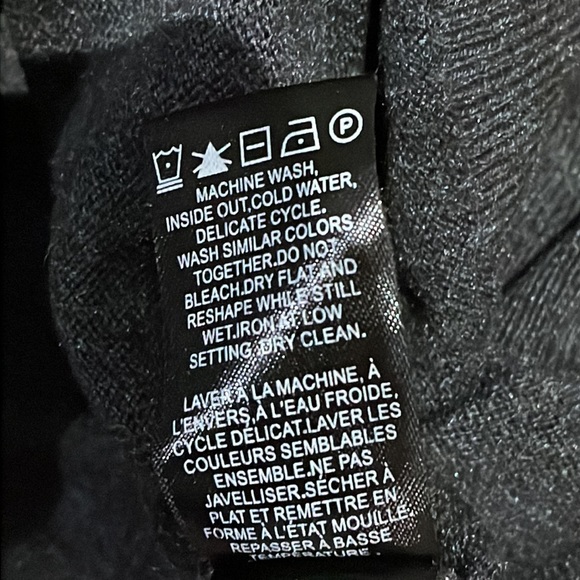 P
MACHINE WASH,
INSIDE OUT,COLD WATER,
DELICATE CYCLE.
WASH SIMILAR COLORS
TOGETHER.DO NOT
BLEACH.DRY FLAT AND
RESHAPE WHILE STILL
WET.IRON AT LOW
SETTING.DRY CLEAN.
LAVER À LA MACHINE, À
L'ENVERS,À L'EAU FROIDE,
CYCLE DÉLICAT.LAVER LES
COULEURS SEMBLABLES
ENSEMBLE.NE PAS
JAVELLISER.SÉCHER À
PLAT ET REMETTRE EN
FORME À L'ÉTAT MOUILLÉ.
REPASSER À BASSE
TEMPÉRATURE.